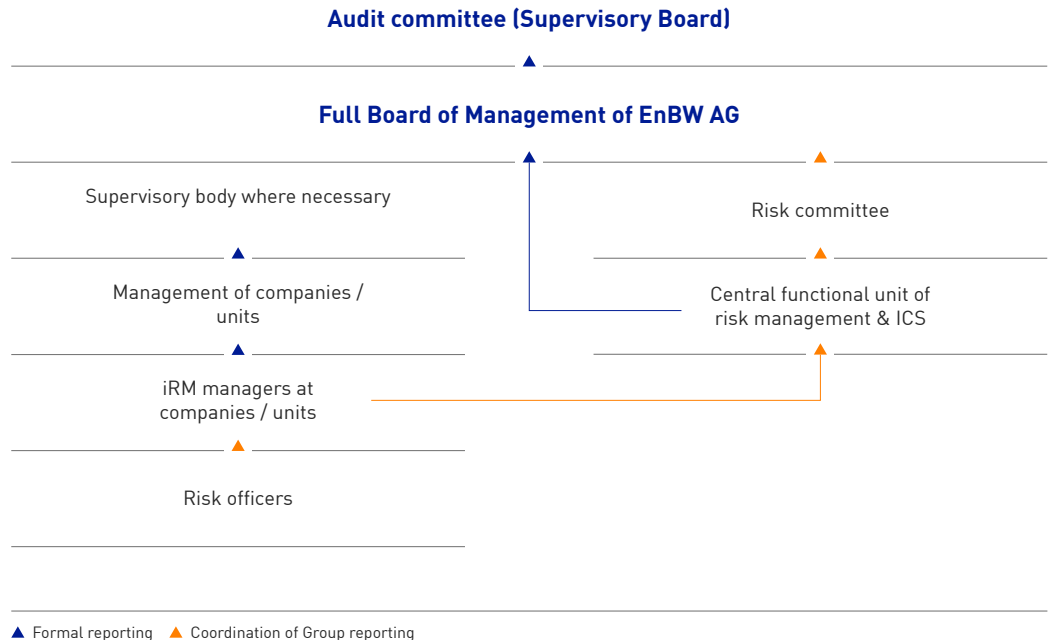 Audit committee (Supervisory Board)
Full Board of Management of EnBW AG
Supervisory body where necessary
Risk committee
Management of companies /
units
Central functional unit of
risk management & ICS
iRM managers at
companies / units
Risk officers
Formal reporting
Coordination of Group reporting